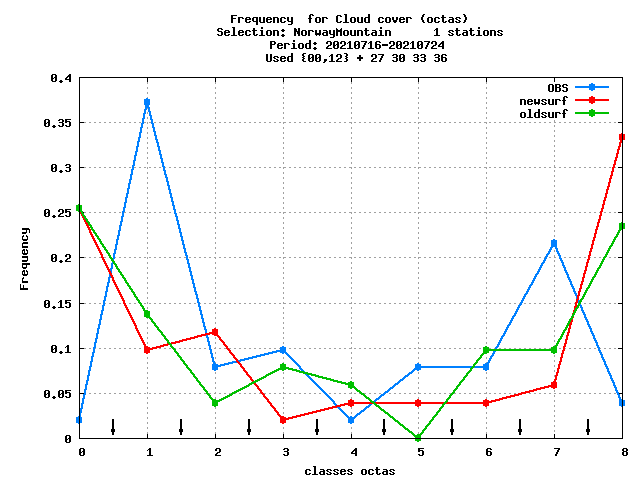 Frequency  for Cloud cover (octas)
Selection: NorwayMountain      1 stations
Period: 20210716-20210724
Used {00,12} + 27 30 33 36
OBS
newsurf
oldsurf
0.4
0.35
0.3
0.25
0.2
0.15
0.1
0.05
0
Frequency
0 1 2 3 4 5 6 7 8
classes octas